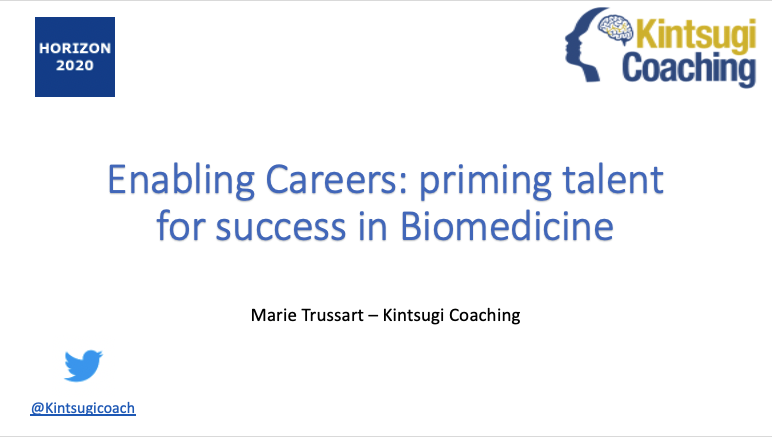 HORIZON
2020
Kintsugi
Coaching
Enabling Careers: priming talent
for success in Biomedicine
Marie Trussart – Kintsugi Coaching
@Kintsugicoach